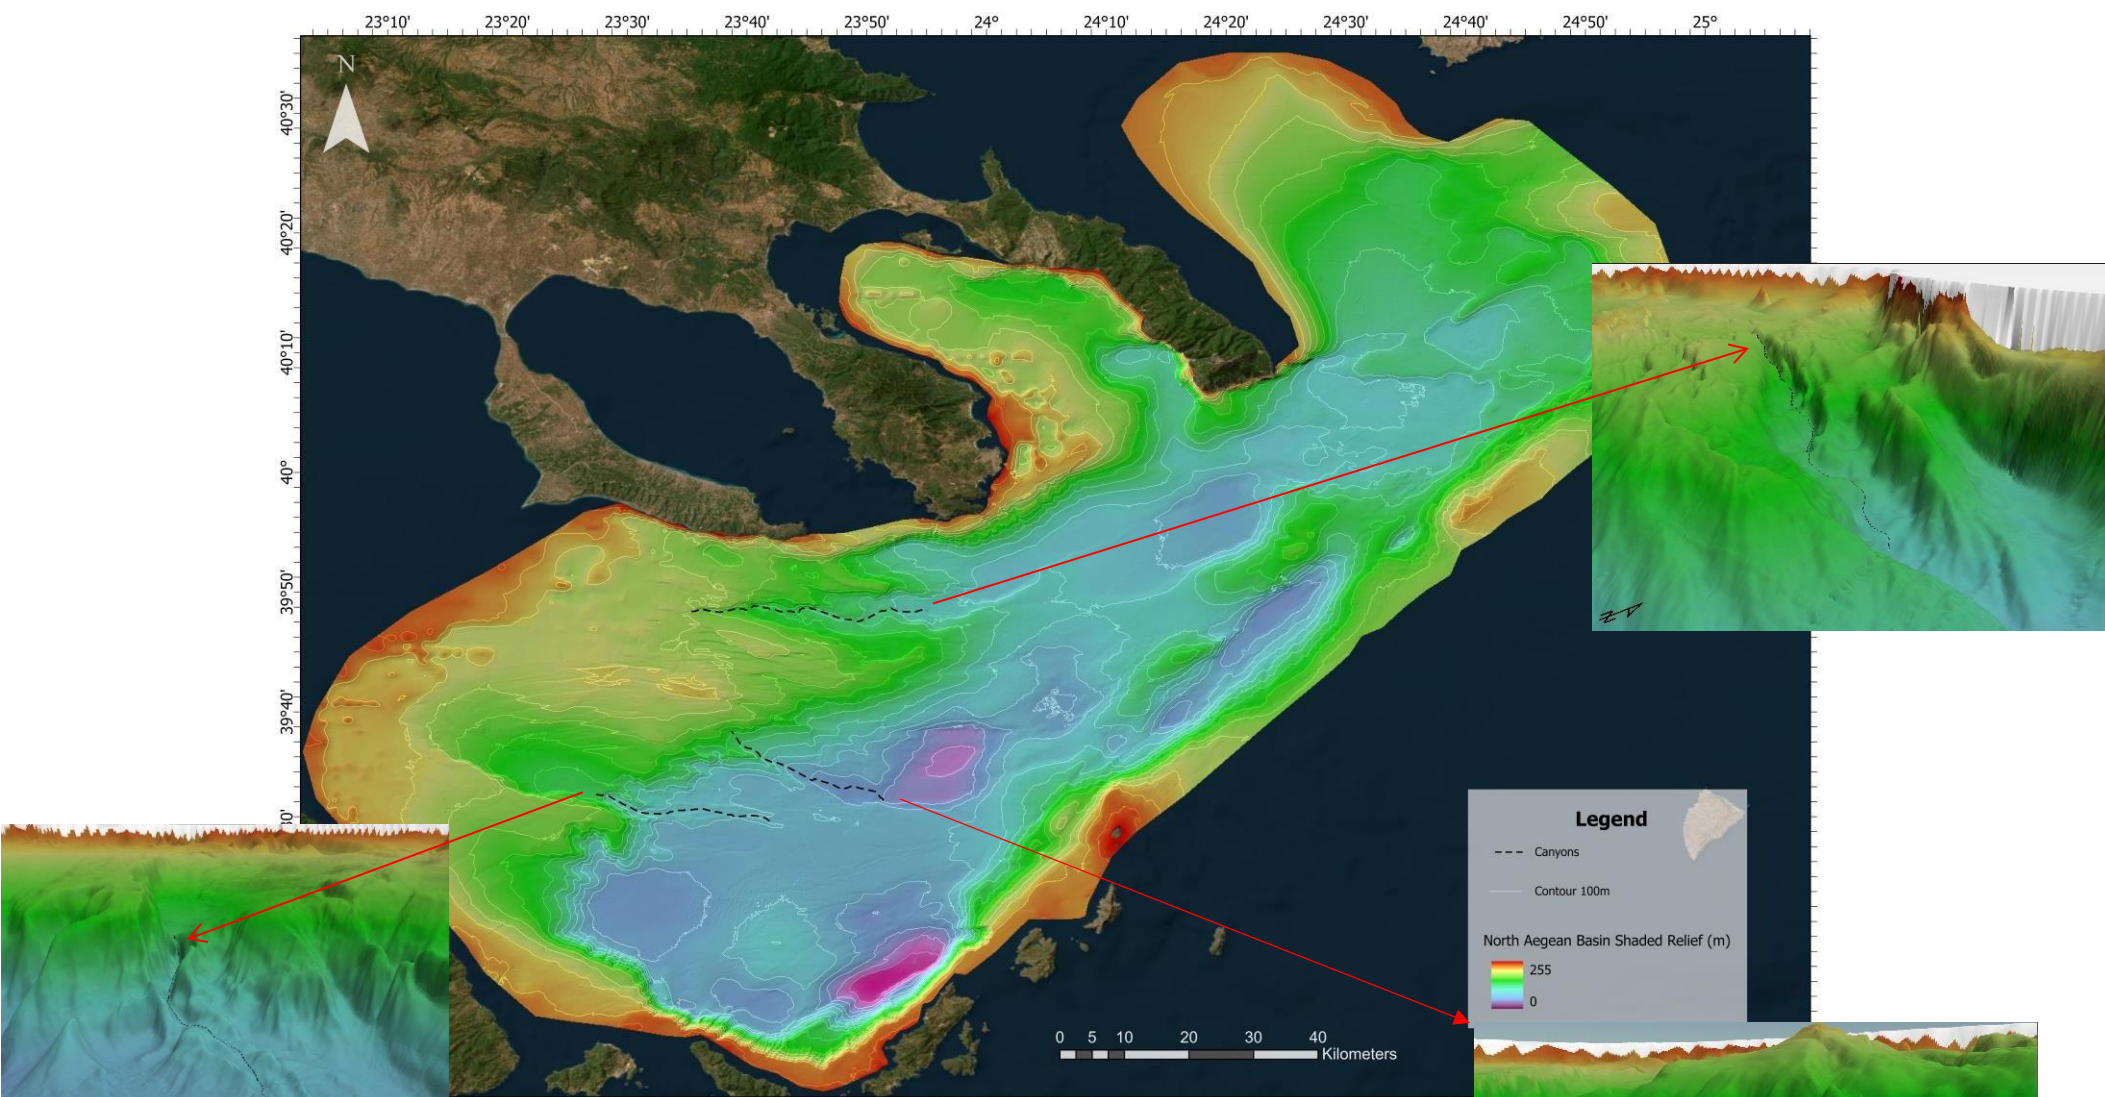 23°10' 23°20' 23°30' 23°40' 23°50' 24° 24°10' 24°20' 24°30' 24°40' 24°50' 25°
N
40°30'
40°20'
40°10'
40°
39°50'
39°40'
30'
Legend
Canyons
Contour 100m
North Aegean Basin Shaded Relief (m)
255
0
0 5 10 20 30 40
Kilometers
N